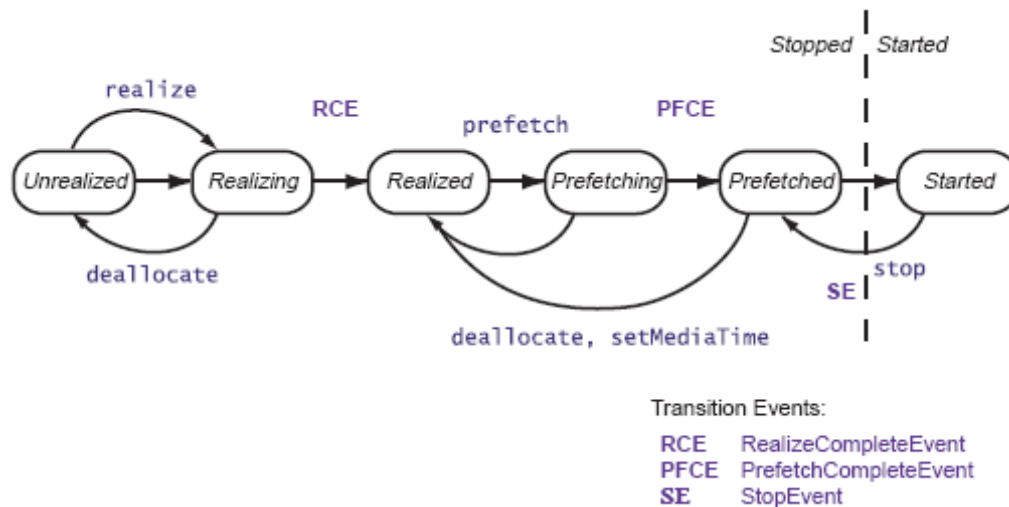 Stopped Started
realize
RCE
PFCE
prefetch
Unrealized Realizing Realized Prefetching Prefetched Started
deallocate
stop
SE
deallocate, setMediaTime
Transition Events:
RCE RealizeCompleteEvent
PFCE PrefetchCompleteEvent
SE StopEvent